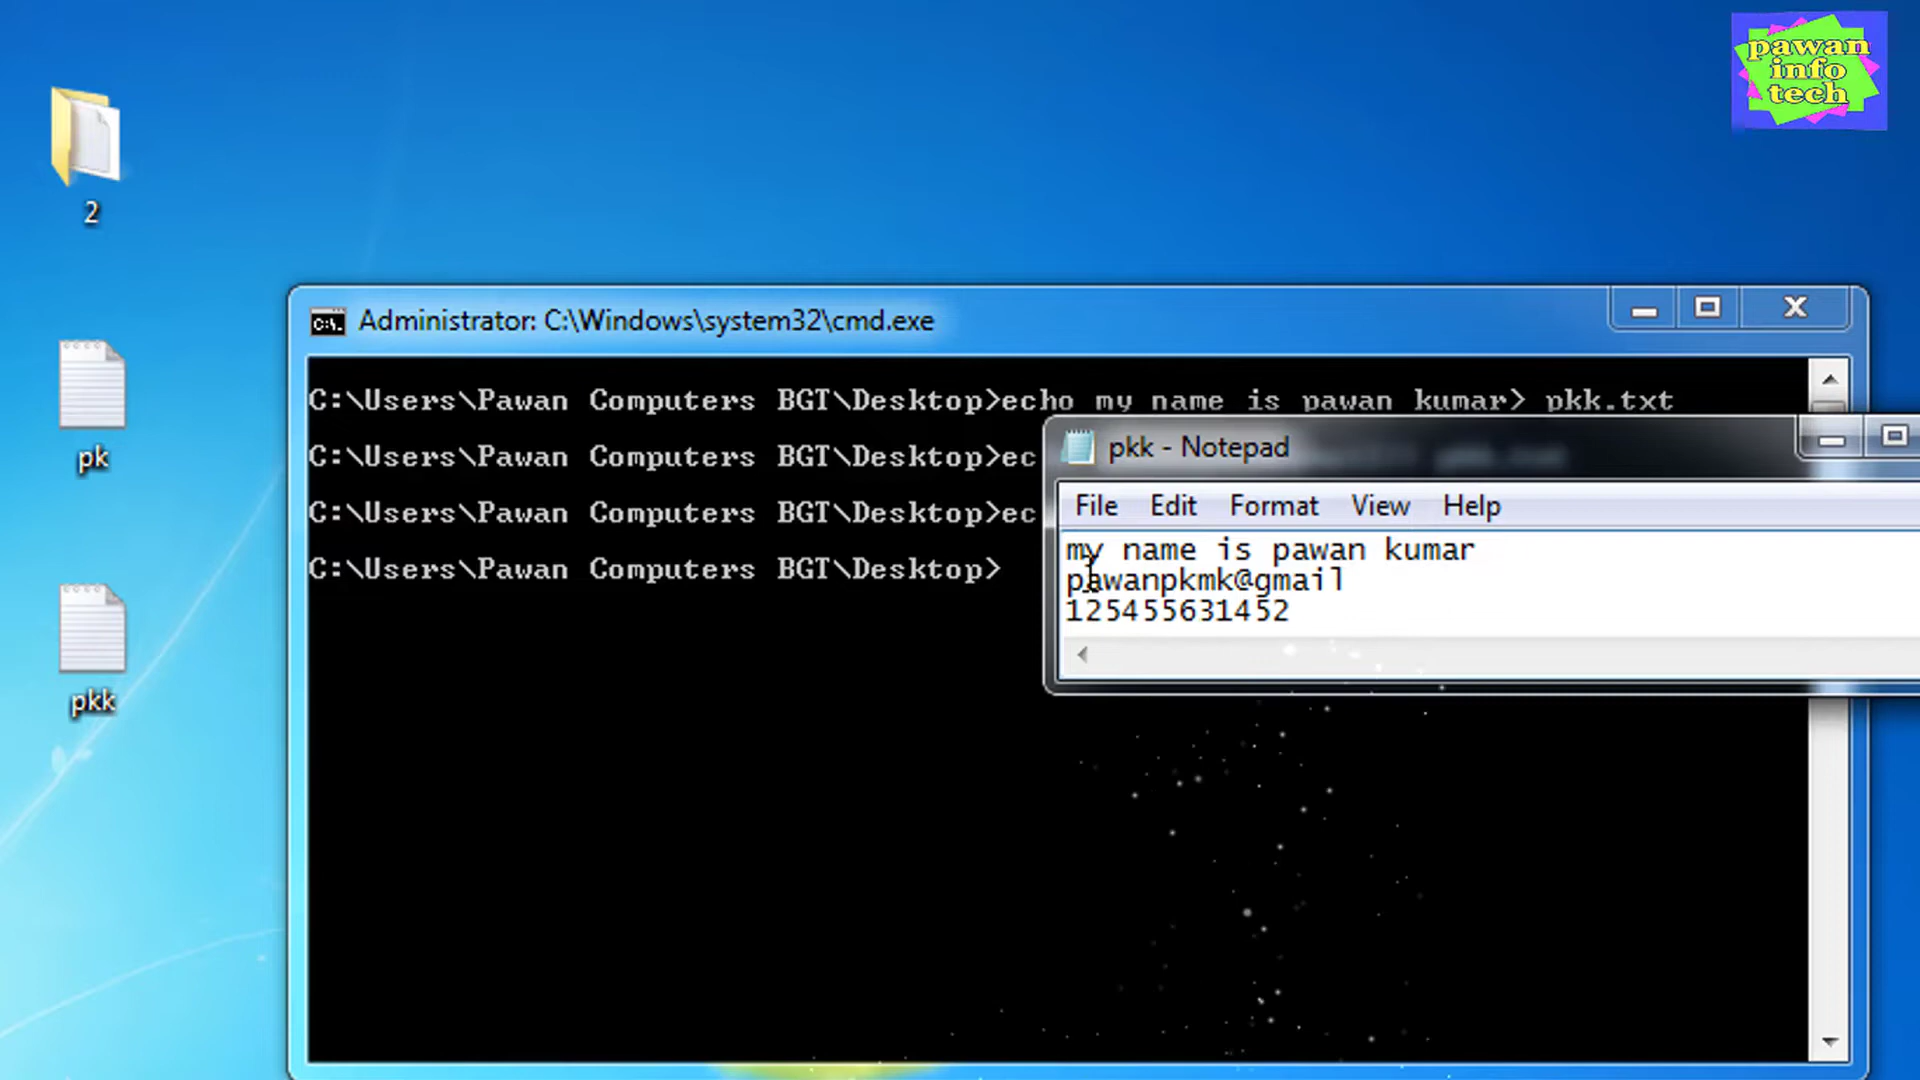 pawan
info
tech
2
Administrator: C:\Windows\system32\cmd.exe
pk
C:\Users\Pawan Computers BGT\Desktop>echo my name is pawan kumar> pkk.txt
C:\Users\Pawan Computers BGT\Desktop>ec
C:\Users\Pawan Computers BGT\Desktop>ec
C:\Users\Pawan Computers BGT\Desktop>
pkk - Notepad
File Edit Format View Help
my name is pawan kumar
pawanpkmk@gmail
125455631452
pkk